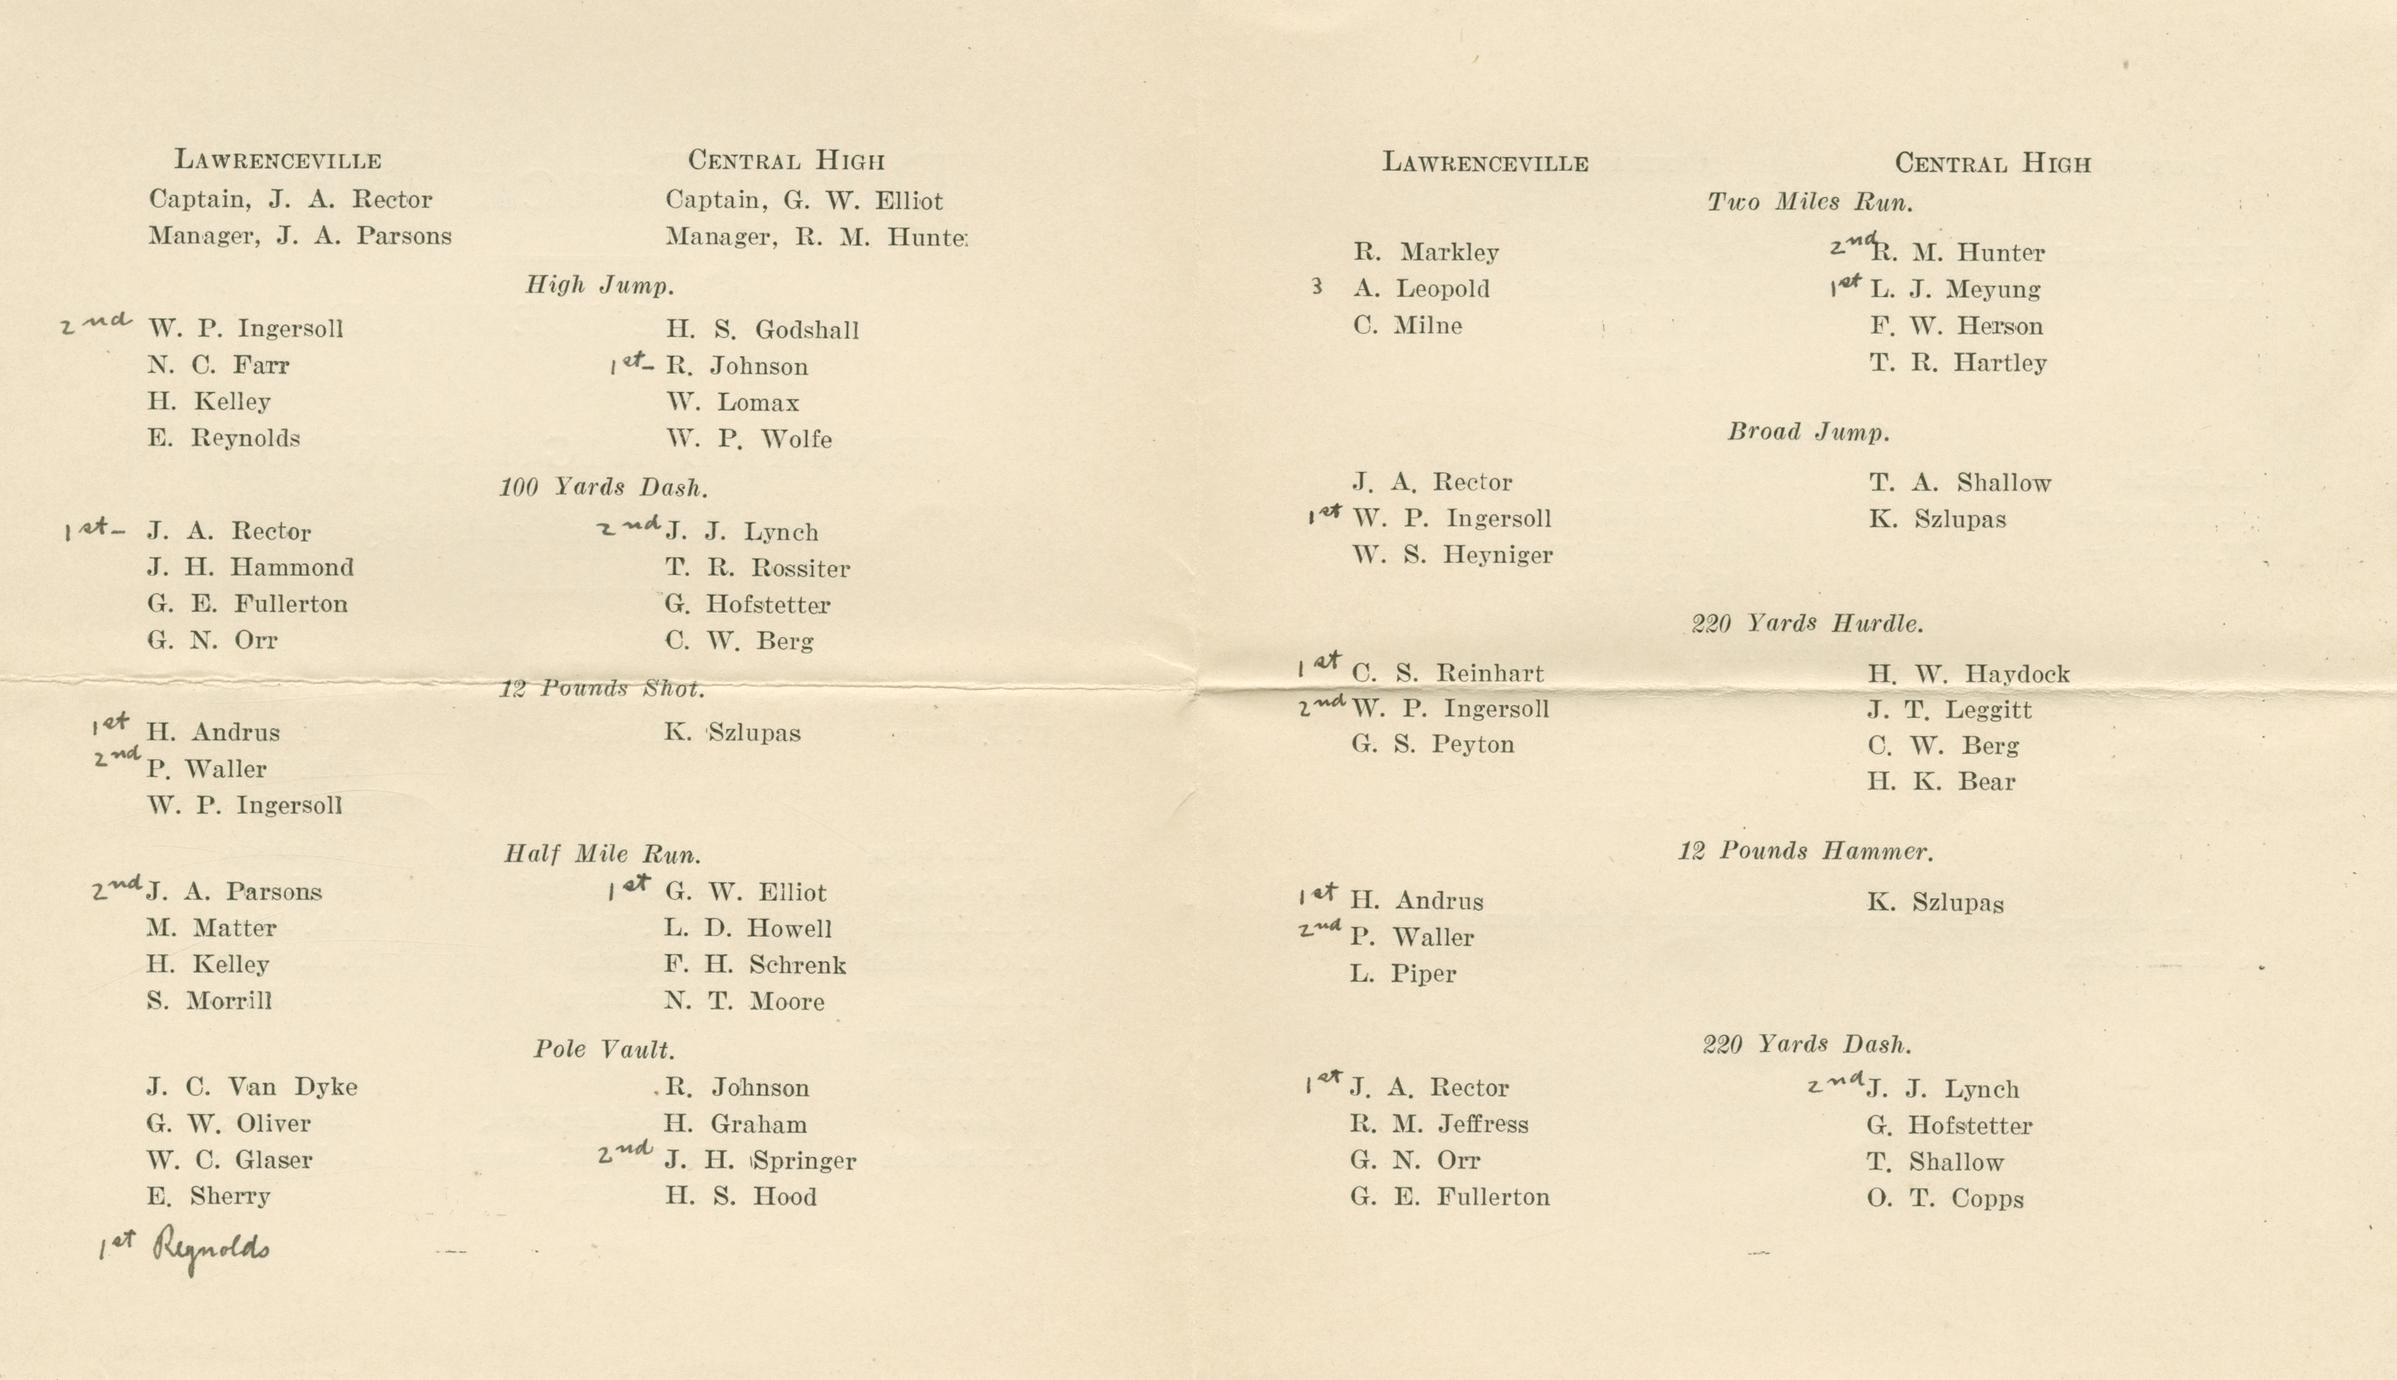 LAWRENCEVILLE CENTRAL HIGH
Captain, J. A. Rector Captain, G. W. Elliot
Manager, J. A. Parsons Manager, R. M. Hunte
High Jump.
2nd W. P. Ingersoll H. S. Godshall
N. C. Farr 1st- R. Johnson
H. Kelley W. Lomax
E. Reynolds W. P. Wolfe
100 Yards Dash.
1st- J. A. Rector 2nd J. J. Lynch
J. H. Hammond T. R. Rossiter
G. E. Fullerton G. Hofstetter
G. N. Orr C. W. Berg
12 Pounds Shot.
1st H. Andrus K. Szlupas
2nd P. Waller
W. P. Ingersoll
Half Mile Run.
2nd J. A. Parsons 1st G. W. Elliot
M. Matter L. D. Howell
H. Kelley F. H. Schrenk
S. Morrill N. T. Moore
Pole Vault.
J. C. Van Dyke R. Johnson
G. W. Oliver H. Graham
W. C. Glaser 2nd J. H. Springer
E. Sherry H. S. Hood
1st Reynolds
LAWRENCEVILLE CENTRAL HIGH
Two Miles Run.
R. Markley 2nd R. M. Hunter
3 A. Leopold 1st L. J. Meyung
C. Milne F. W. Herson
T. R. Hartley
Broad Jump.
J. A. Rector T. A. Shallow
1st W. P. Ingersoll K. Szlupas
W. S. Heyniger
220 Yards Hurdle.
1st C. S. Reinhart H. W. Haydock
2nd W. P. Ingersoll J. T. Leggitt
G. S. Peyton C. W. Berg
H. K. Bear
12 Pounds Hammer.
1st H. Andrus K. Szlupas
2nd P. Waller
L. Piper
220 Yards Dash.
1st J. A. Rector 2nd J. J. Lynch
R. M. Jeffress G. Hofstetter
G. N. Orr T. Shallow
G. E. Fullerton O. T. Copps